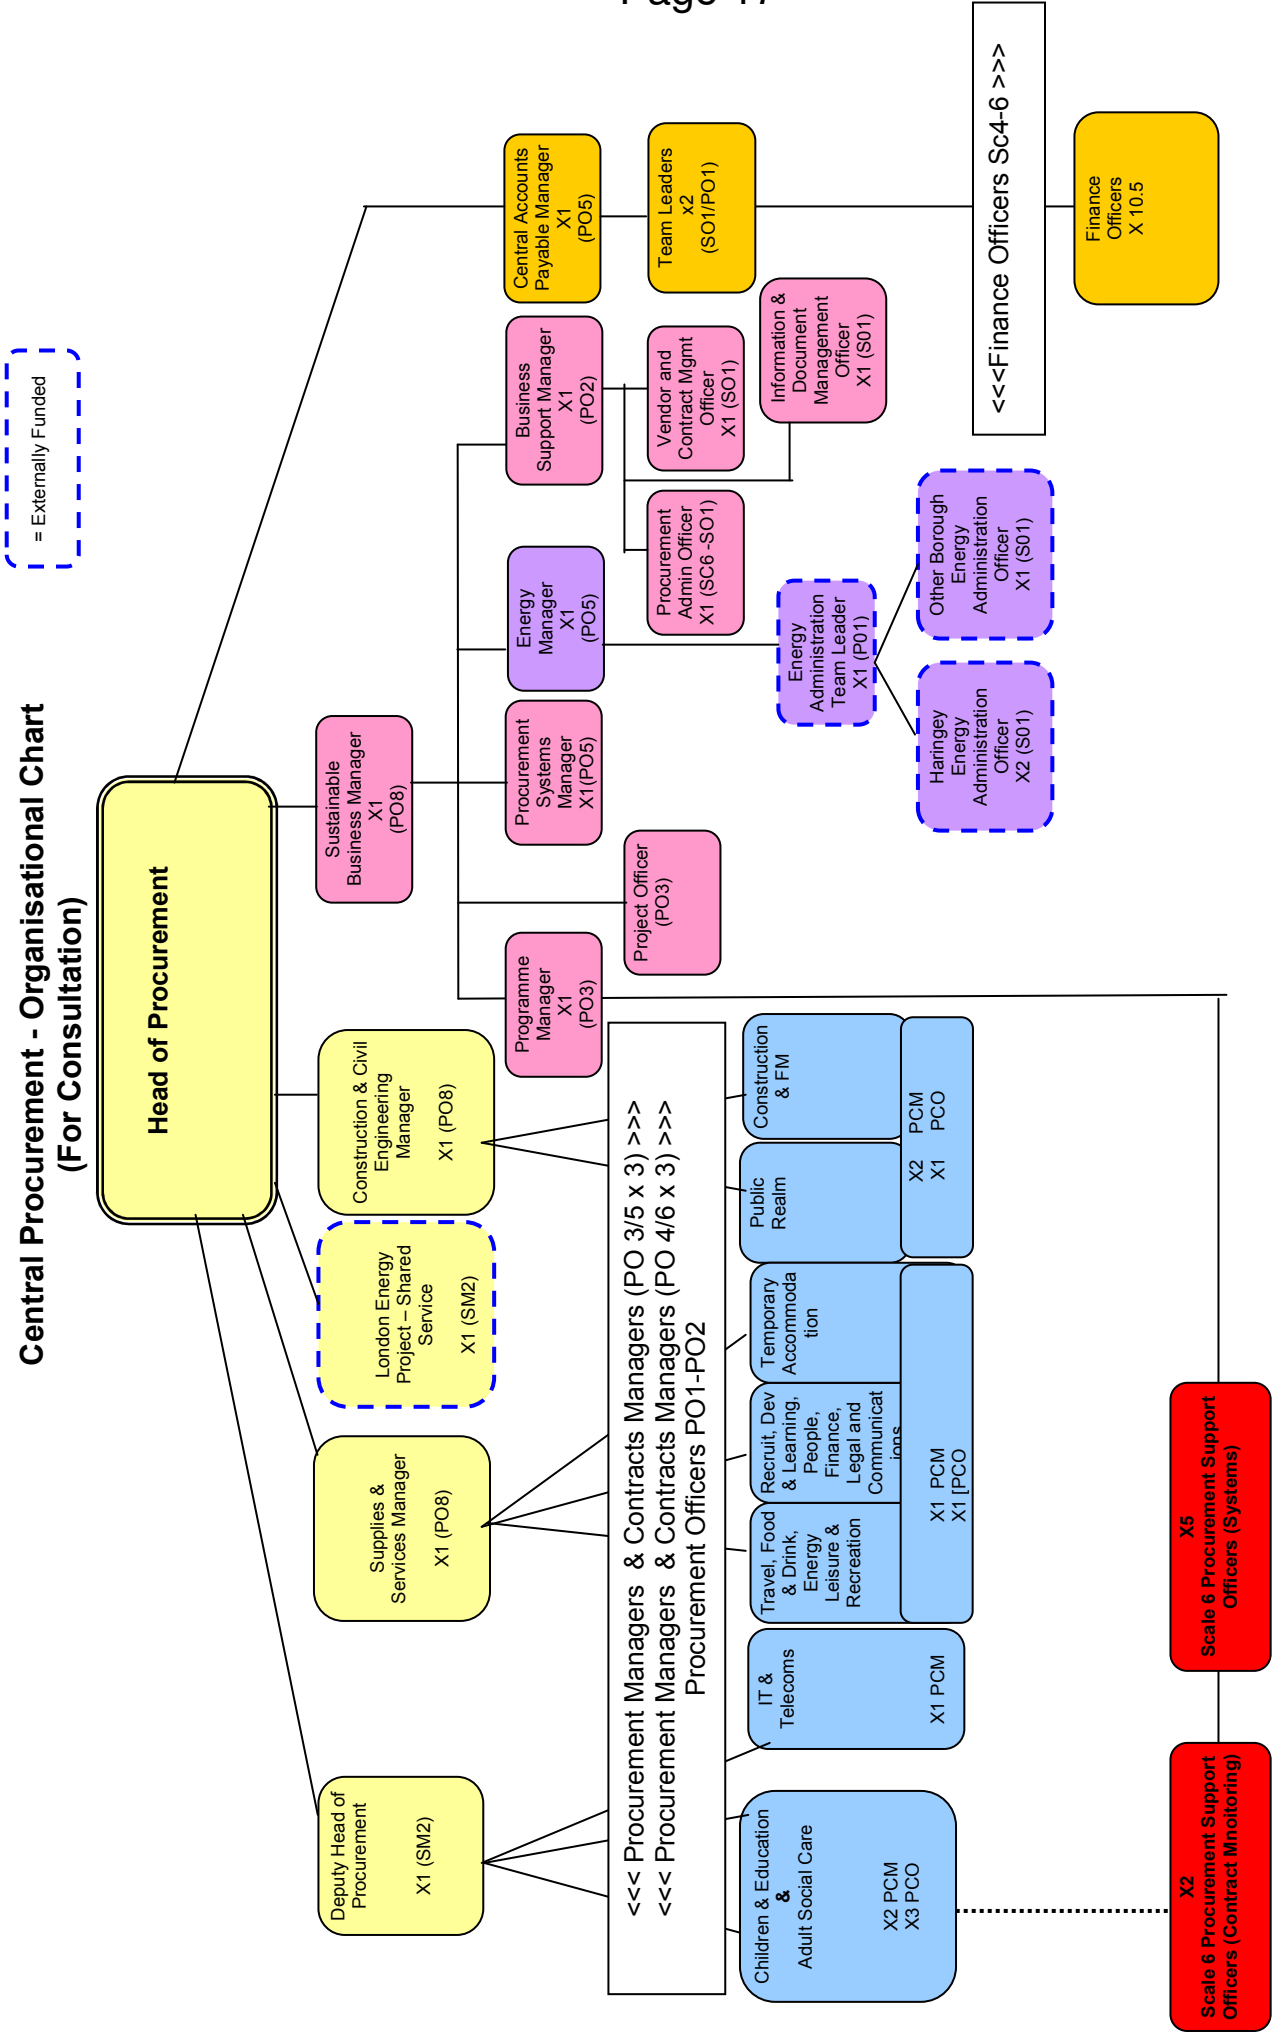 Page 17
Central Procurement - Organisational Chart
(For Consultation)
= Externally Funded
Head of Procurement
Deputy Head of
Procurement
X1 (SM2)
Supplies &
Services Manager
X1 (PO8)
London Energy
Project – Shared
Service
X1 (SM2)
Construction & Civil
Engineering
Manager
X1 (PO8)
Sustainable
Business Manager
X1
(PO8)
Programme
Manager
X1
(PO3)
Project Officer
(PO3)
Procurement
Systems
Manager
X1(PO5)
Energy
Manager
X1
(PO5)
Business
Support Manager
X1
(PO2)
Central Accounts
Payable Manager
X1
(PO5)
Procurement
Admin Officer
X1 (SC6 -SO1)
Vendor and
Contract Mgmt
Officer
X1 (SO1)
Information &
Document
Management
Officer
X1 (S01)
Team Leaders
x2
(SO1/PO1)
Energy
Administration
Team Leader
X1 (P01)
Haringey
Energy
Administration
Officer
X2 (S01)
Other Borough
Energy
Administration
Officer
X1 (S01)
<<<Finance Officers Sc4-6 >>>
Finance
Officers
X 10.5
<<< Procurement Managers & Contracts Managers (PO 3/5 x 3) >>>
<<< Procurement Managers & Contracts Managers (PO 4/6 x 3) >>>
Procurement Officers PO1-PO2
Children & Education
&
Adult Social Care
X2 PCM
X3 PCO
IT &
Telecoms
X1 PCM
Travel, Food
& Drink,
Energy
Leisure &
Recreation
Recruit, Dev
& Learning,
People,
Finance,
Legal and
Communicat
ions
Temporary
Accommoda
tion
X1 PCM
X1 [PCO
Public
Realm
Construction
& FM
X2 PCM
X1 PCO
X2
Scale 6 Procurement Support
Officers (Contract Mnoitoring)
X5
Scale 6 Procurement Support
Officers (Systems)